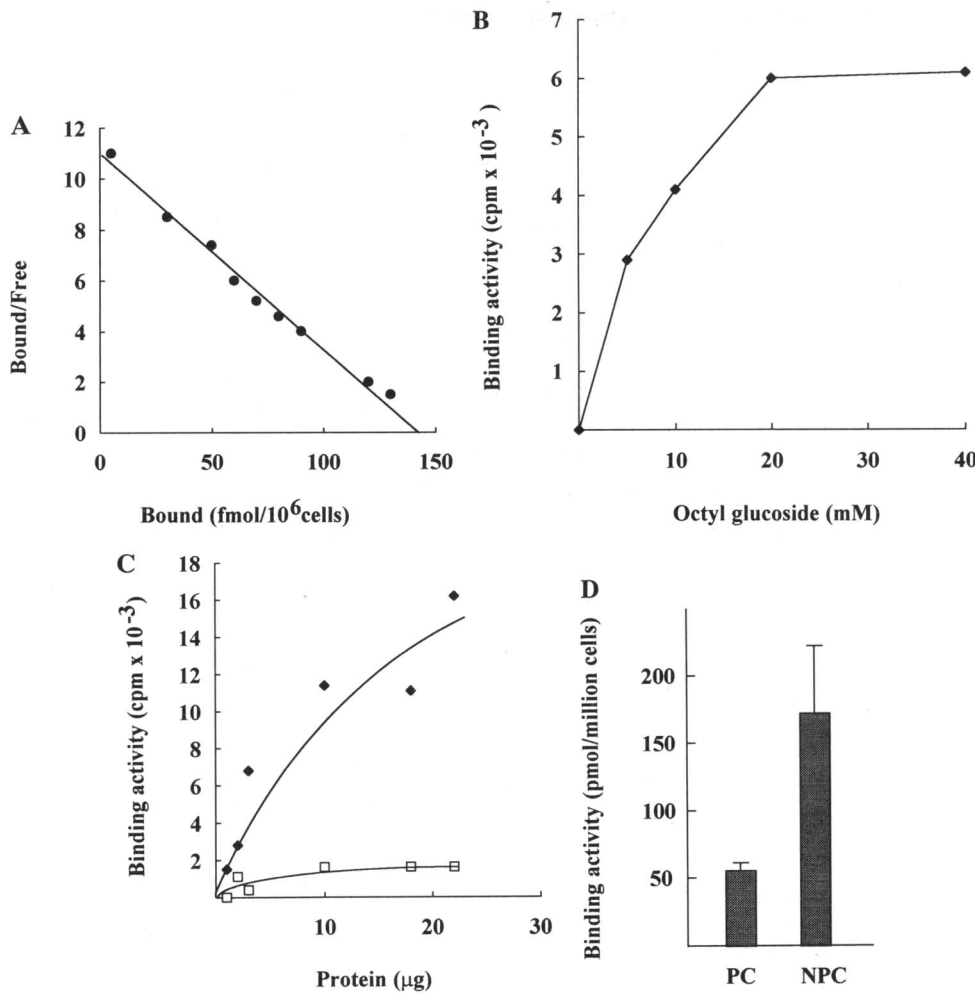 A
Bound/Free
12
10
8
6
4
2
0
0 50 100 150
Bound (fmol/10⁶cells)
B
Binding activity (cpm x 10⁻³)
7
6
5
4
3
2
1
10 20 30 40
Octyl glucoside (mM)
C
Binding activity (cpm x 10⁻³)
18
16
14
12
10
8
6
4
2
10 20 30
Protein (µg)
D
Binding activity (pmol/million cells)
200
150
100
50
PC NPC